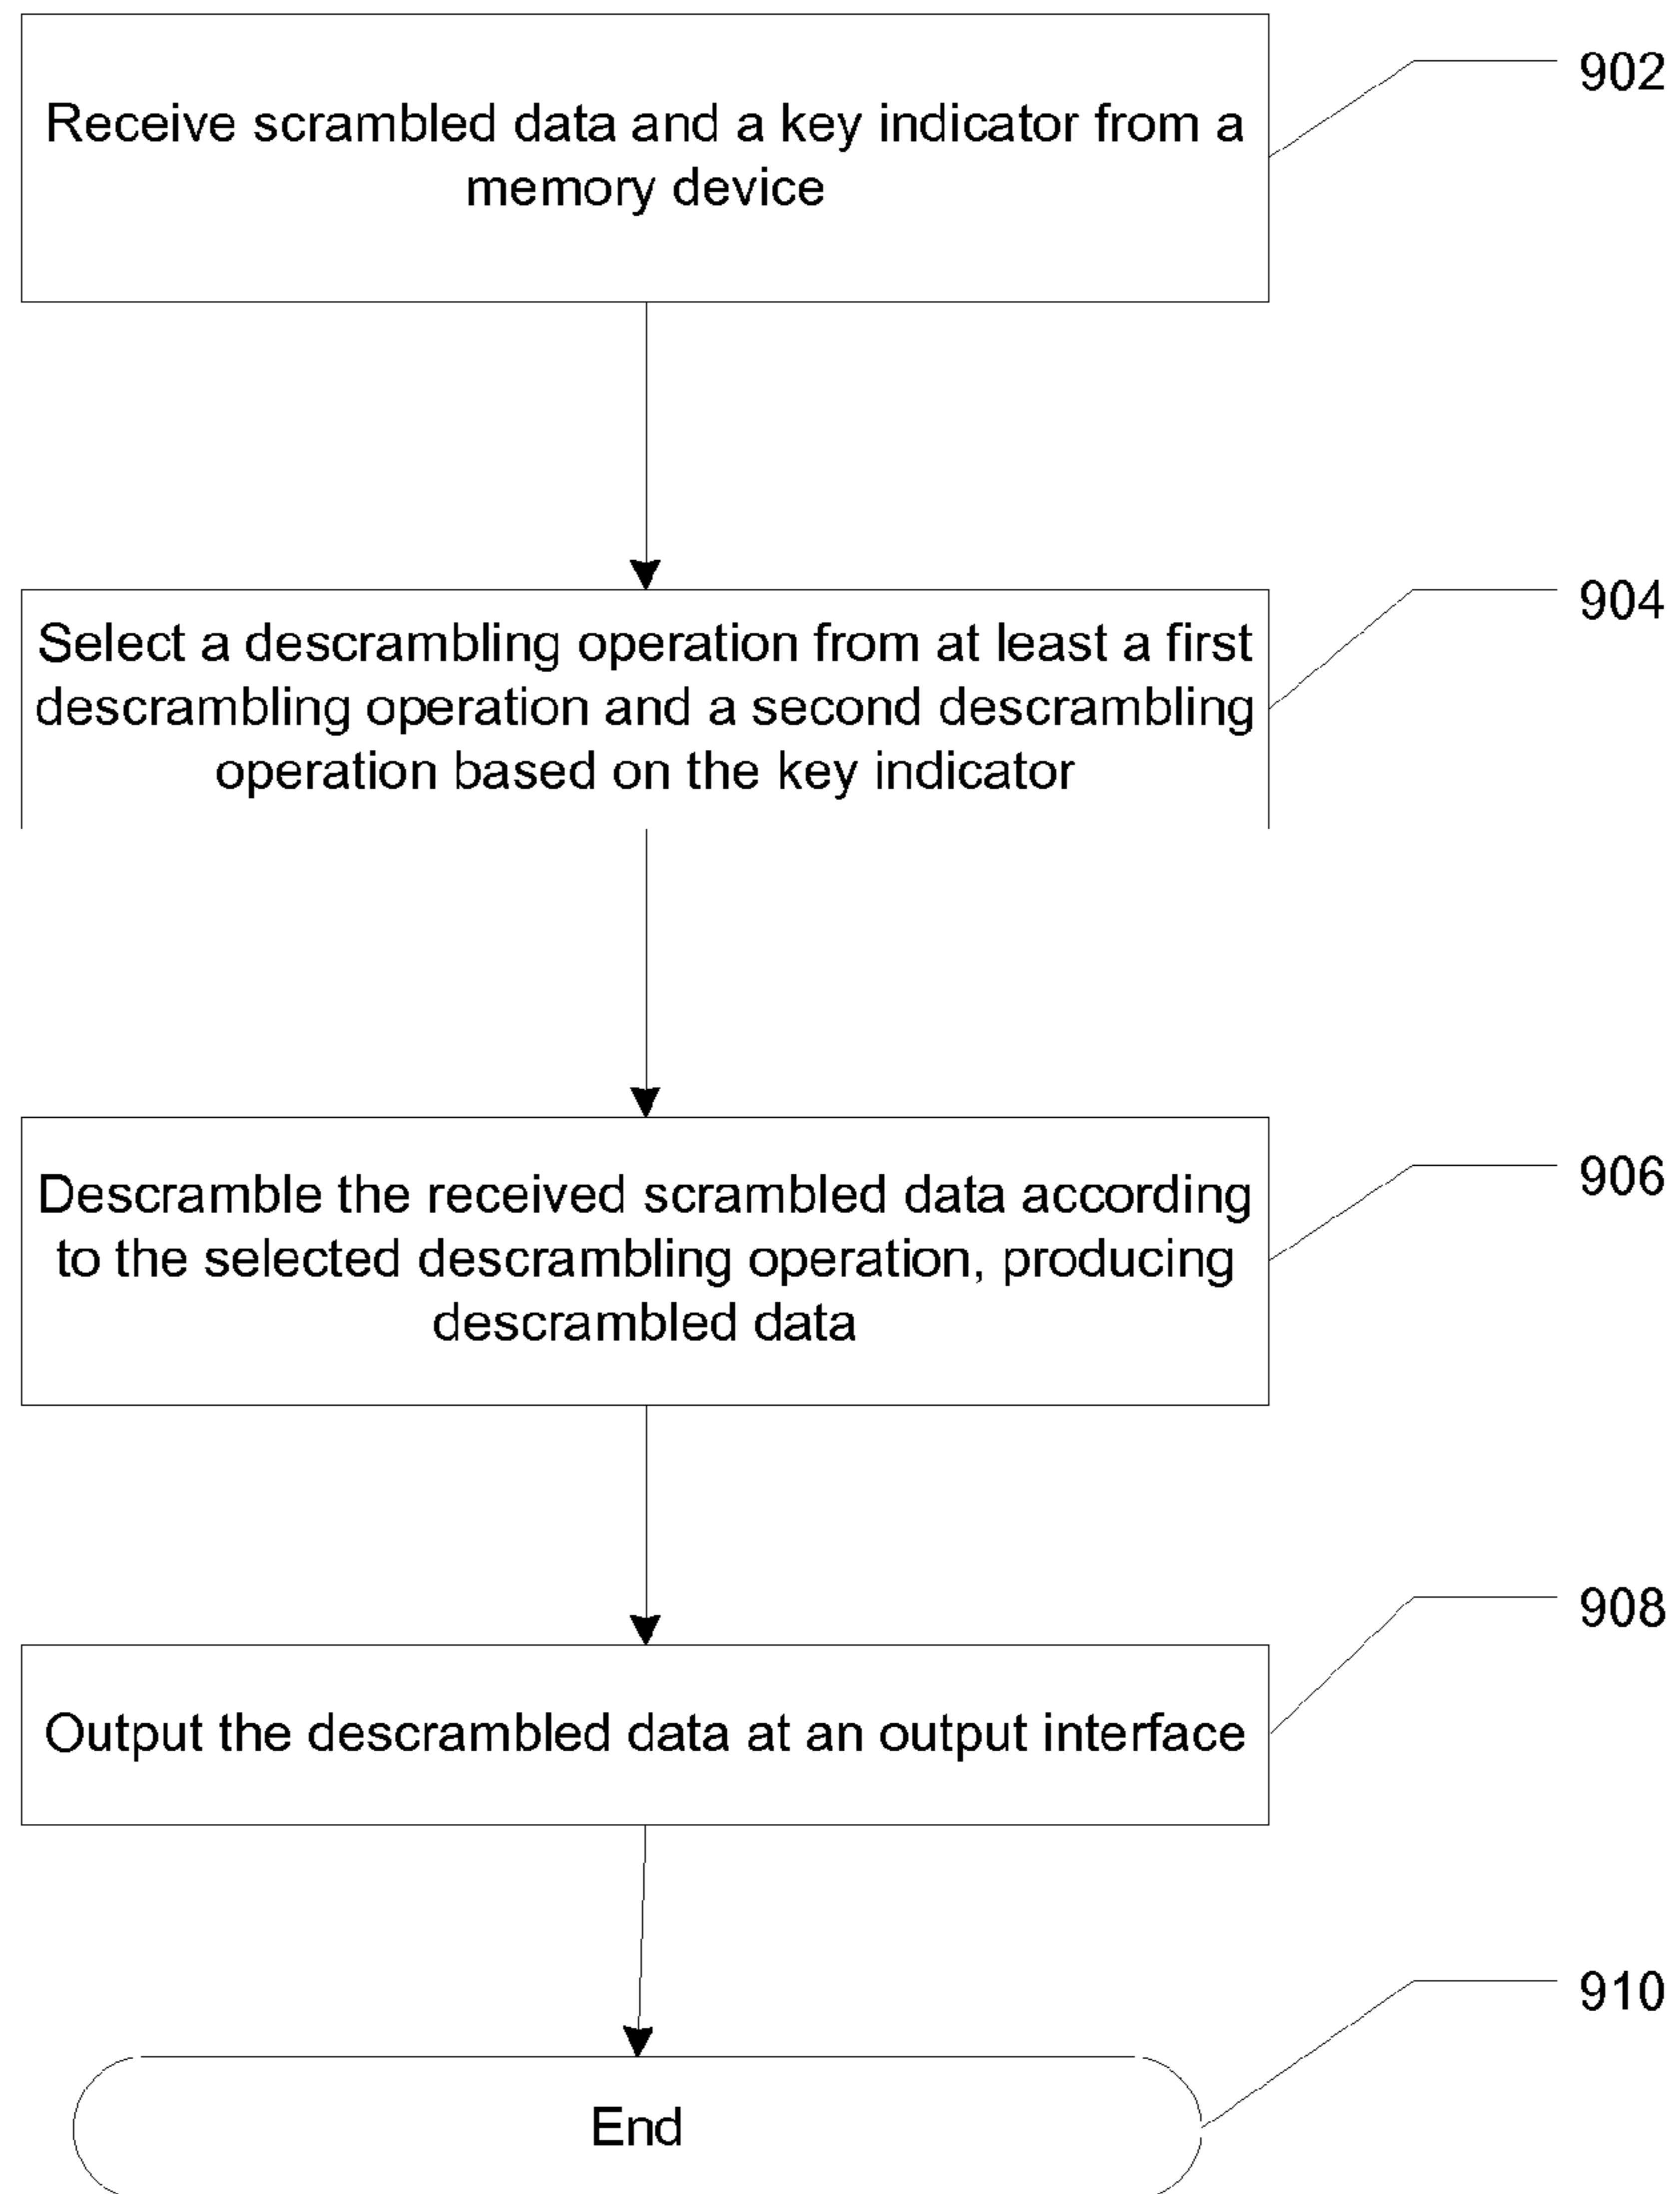 902
Receive scrambled data and a key indicator from a
memory device
904
Select a descrambling operation from at least a first
descrambling operation and a second descrambling
operation based on the key indicator
906
Descramble the received scrambled data according
to the selected descrambling operation, producing
descrambled data
908
Output the descrambled data at an output interface
910
End